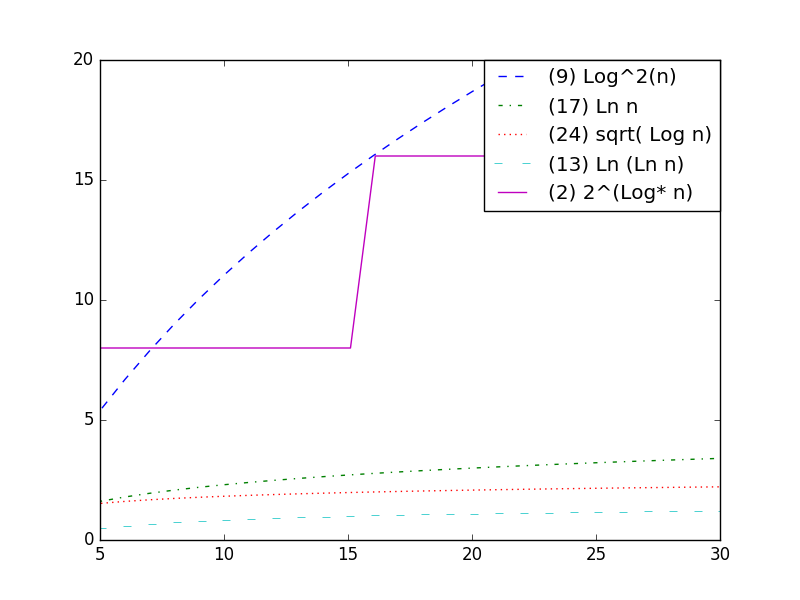 20
15
10
5
0
5 10 15 20 25 30
(9) Log^2(n)
(17) Ln n
(24) sqrt( Log n)
(13) Ln (Ln n)
(2) 2^(Log* n)